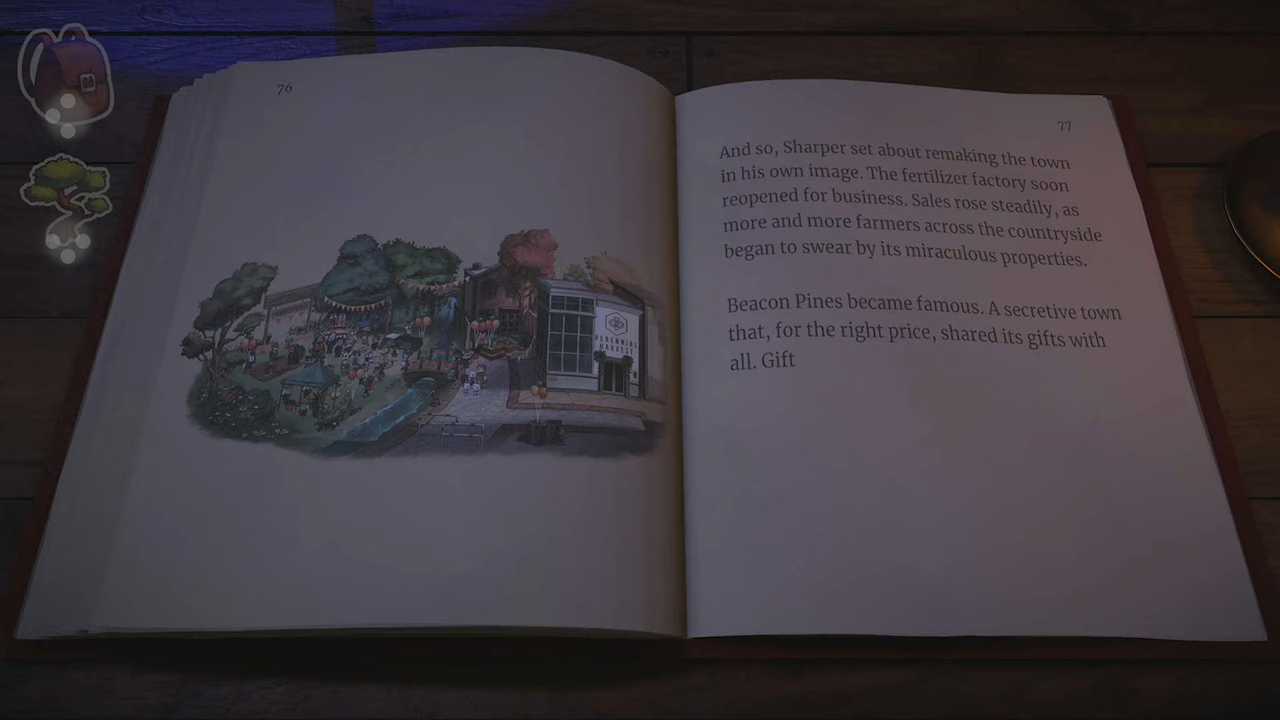 76
PERENNIAL
HARVEST
77
And so, Sharper set about remaking the town
in his own image. The fertilizer factory soon
reopened for business. Sales rose steadily, as
more and more farmers across the countryside
began to swear by its miraculous properties.
Beacon Pines became famous. A secretive town
that, for the right price, shared its gifts with
all. Gift